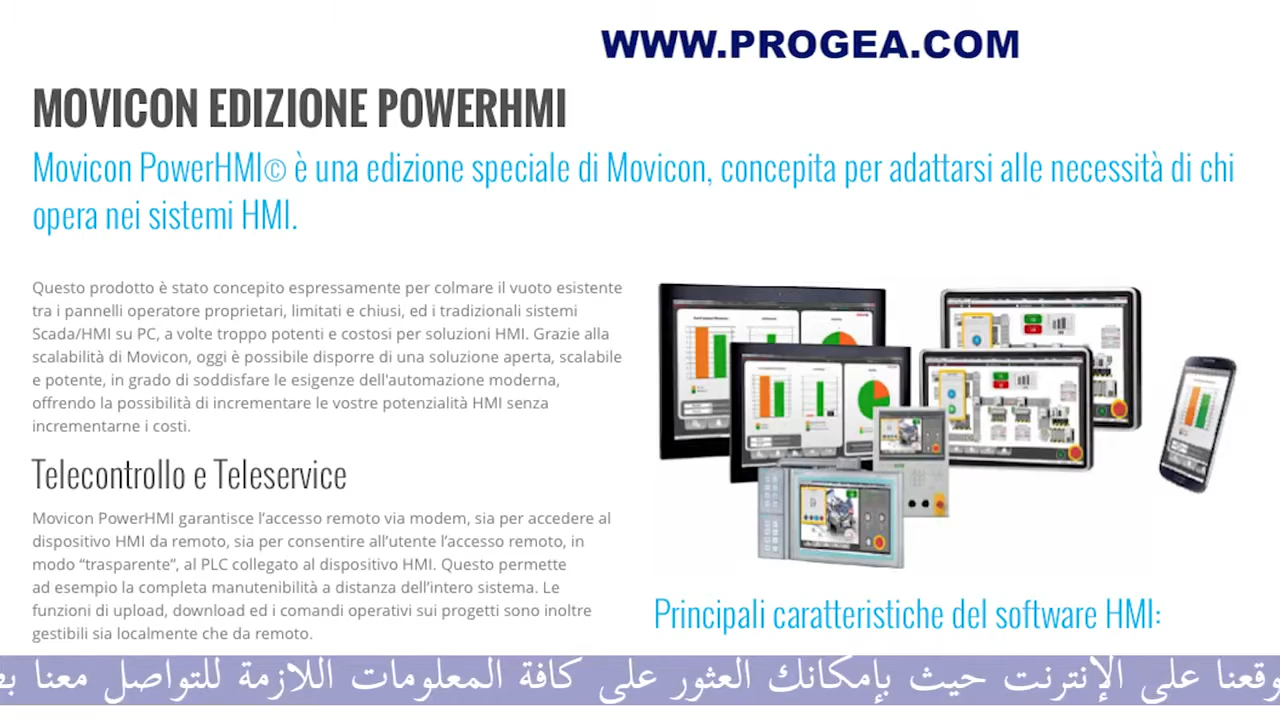 WWW.PROGEA.COM
MOVICON EDIZIONE POWERHMI
Movicon PowerHMI© è una edizione speciale di Movicon, concepita per adattarsi alle necessità di chi
opera nei sistemi HMI.
Questo prodotto è stato concepito espressamente per colmare il vuoto esistente
tra i pannelli operatore proprietari, limitati e chiusi, ed i tradizionali sistemi
Scada/HMI su PC, a volte troppo potenti e costosi per soluzioni HMI. Grazie alla
scalabilità di Movicon, oggi è possibile disporre di una soluzione aperta, scalabile
e potente, in grado di soddisfare le esigenze dell'automazione moderna,
offrendo la possibilità di incrementare le vostre potenzialità HMI senza
incrementarne i costi.
Telecontrollo e Teleservice
Movicon PowerHMI garantisce l’accesso remoto via modem, sia per accedere al
dispositivo HMI da remoto, sia per consentire all’utente l’accesso remoto, in
modo “trasparente”, al PLC collegato al dispositivo HMI. Questo permette
ad esempio la completa manutenibilità a distanza dell’intero sistema. Le
funzioni di upload, download ed i comandi operativi sui progetti sono inoltre
gestibili sia localmente che da remoto.
Principali caratteristiche del software HMI:
وقعنا على الإنترنت حيث بإمكانك العثور على كافة المعلومات اللازمة للتواصل معنا